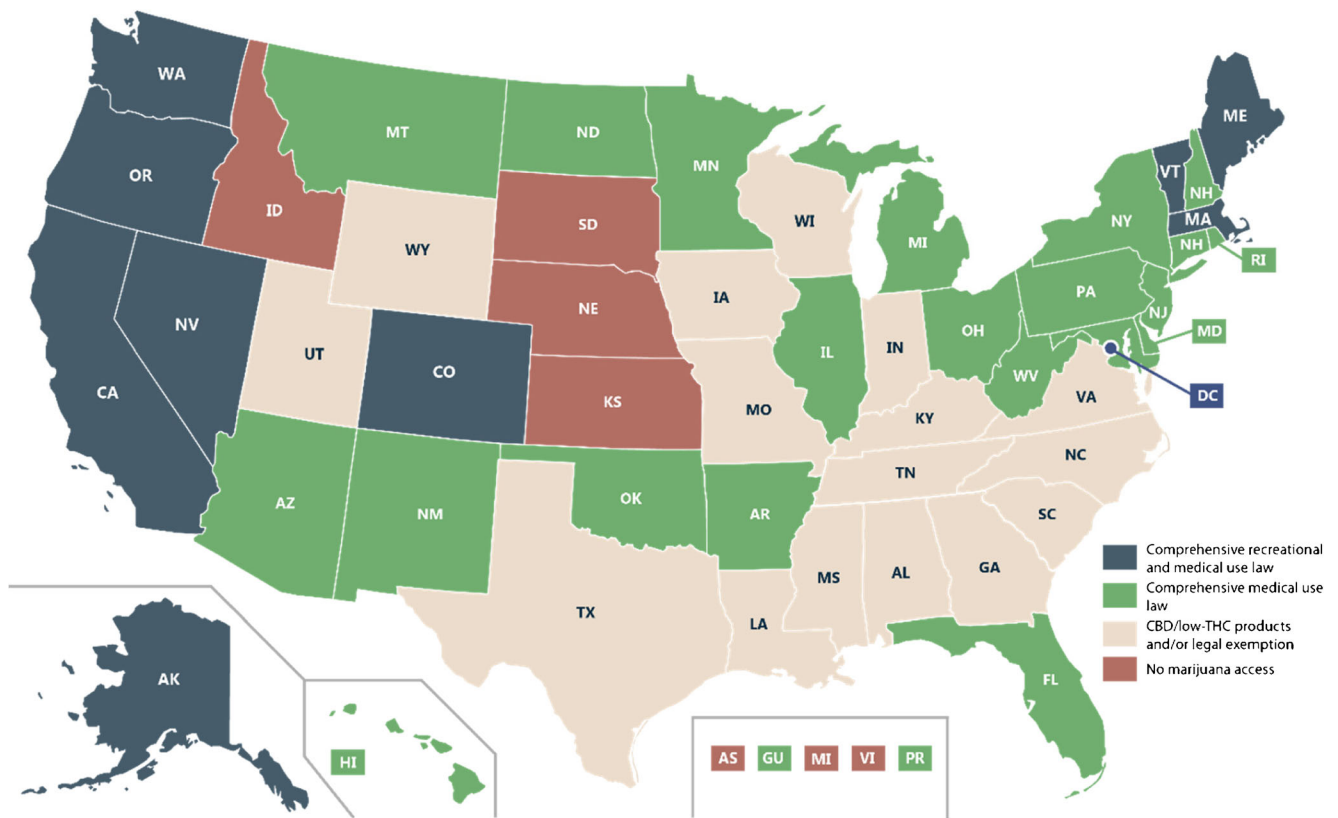 WA
MT
ND
MN
ME
OR
ID
SD
WI
VT
NH
NY
MA
WY
MI
NH
RI
IA
NE
PA
NV
UT
IL
IN
OH
NJ
MD
CO
CA
KS
MO
WV
VA
DC
KY
NC
TN
AZ
NM
OK
AR
SC
MS
AL
GA
TX
LA
FL
Comprehensive recreational
and medical use law
Comprehensive medical use
law
CBD/low-THC products
and/or legal exemption
No marijuana access
AK
HI
AS GU MI VI PR